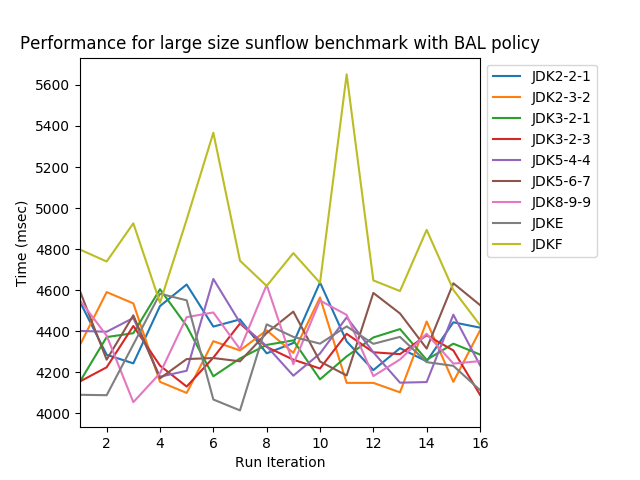 Performance for large size sunflow benchmark with BAL policy
Time (msec)
5600
5400
5200
5000
4800
4600
4400
4200
4000
2 4 6 8 10 12 14 16
Run Iteration
JDK2-2-1
JDK2-3-2
JDK3-2-1
JDK3-2-3
JDK5-4-4
JDK5-6-7
JDK8-9-9
JDKE
JDKF